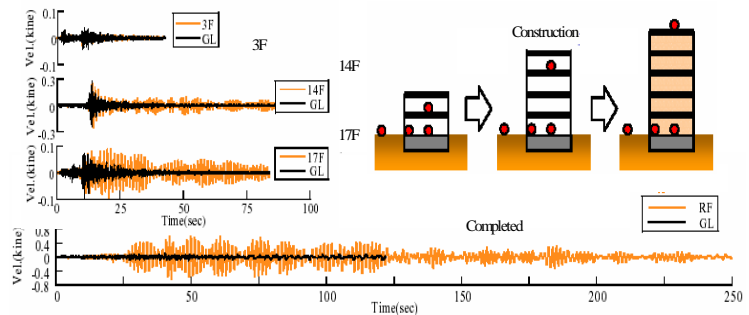 0.1
Vel.(kine)
-0.1
3F
GL
3F
0.3
Vel.(kine)
-0.3
14F
GL
14F
0.1
Vel.(kine)
-0.1
17F
GL
17F
0 25 50 75 100
Time(sec)
Construction
Completed
RF
GL
0.8
0.4
0
-0.4
-0.8
Vel.(kine)
0 50 100 150 200 250
Time(sec)